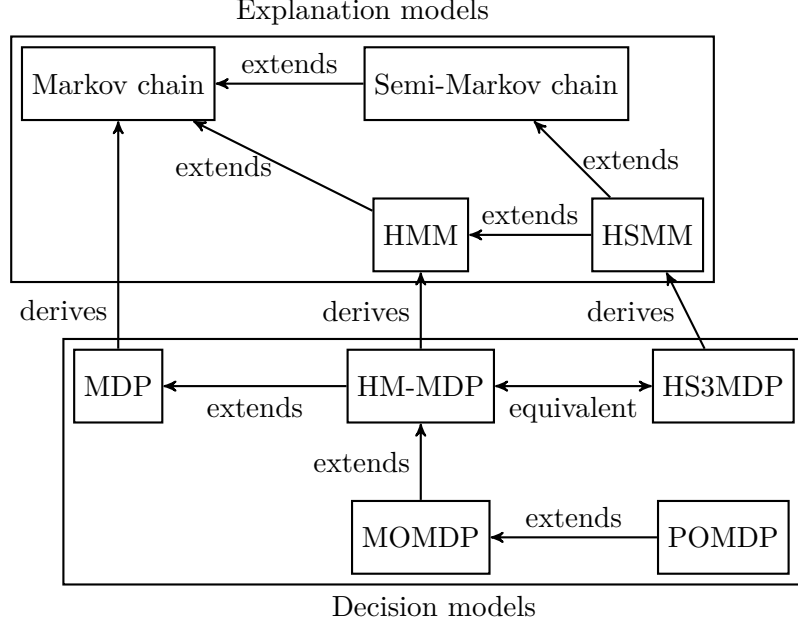 Explanation models
extends
Markov chain
Semi-Markov chain
extends
extends
extends
HMM
HSMM
derives
derives
derives
MDP
HM-MDP
HS3MDP
extends
equivalent
extends
extends
MOMDP
POMDP
Decision models